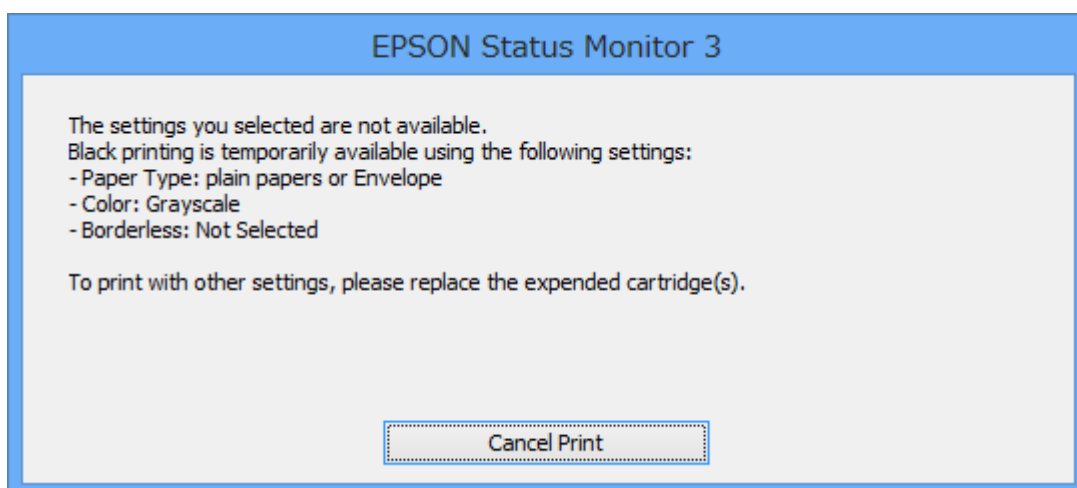 EPSON Status Monitor 3
The settings you selected are not available.
Black printing is temporarily available using the following settings:
- Paper Type: plain papers or Envelope
- Color: Grayscale
- Borderless: Not Selected
To print with other settings, please replace the expended cartridge(s).
Cancel Print